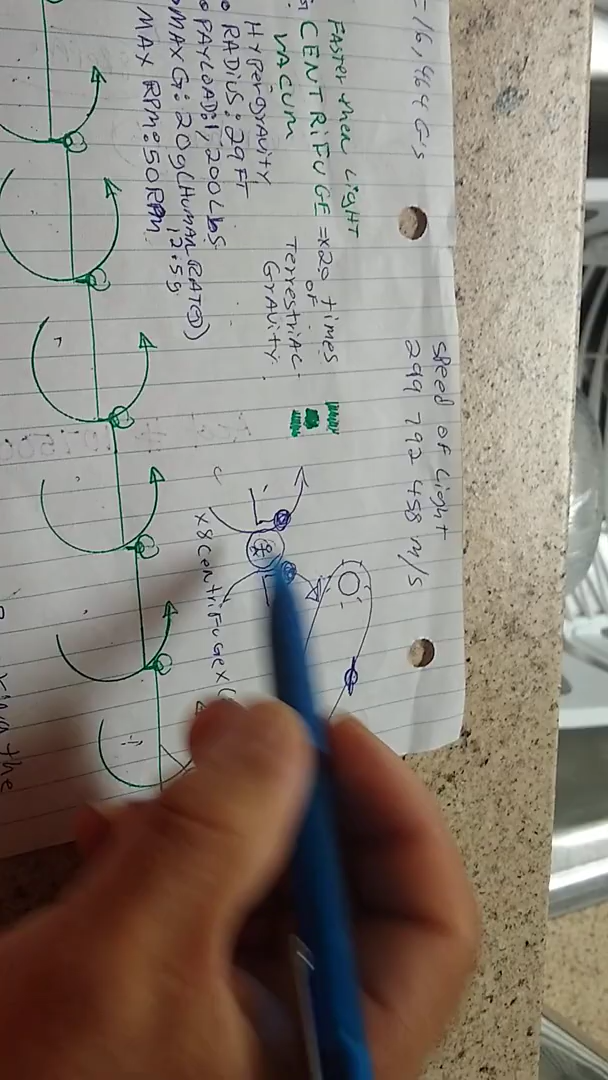 = 16,464 G's
speed of light
299 792 458 m/s
Faster then Light
CENTRIFUGE = x20 times
VACUM
OF
Terrestrial
Gravity
Hypergravity
• RADIUS: 29 FT
• PAYLOAD: 1,200 Lbs
• MAX G: 20g (HUMAN RATED)
12.5g
MAX RPM: 50 RPM
x8 centrifuge x
the